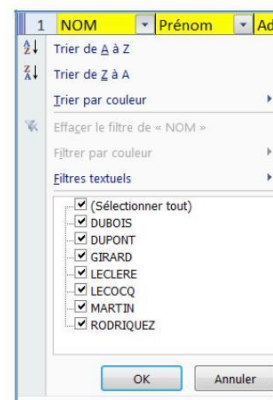 1 NOM Prénom Ad
Trier de A à Z
Trier de Z à A
Trier par couleur
Effacer le filtre de « NOM »
Filtrer par couleur
Filtres textuels
(Sélectionner tout)
DUBOIS
DUPONT
GIRARD
LECLERE
LECOCQ
MARTIN
RODRIQUEZ
OK Annuler